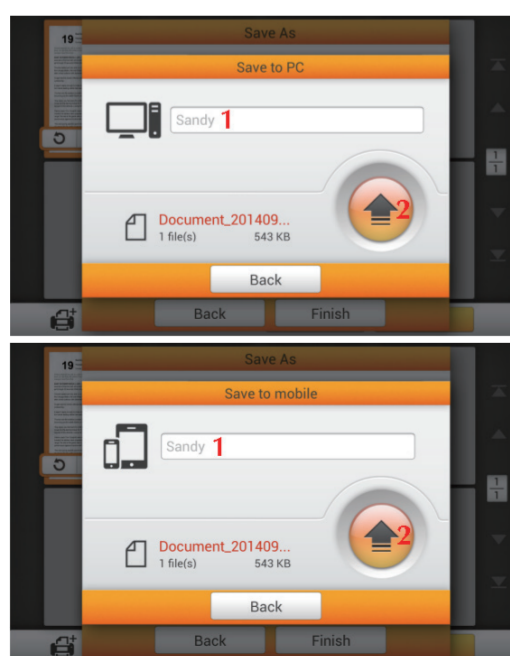 19
Save As
Save to PC
Sandy 1
1
1
2
Document_201409...
1 file(s) 543 KB
Back
Back Finish
19
Save As
Save to mobile
Sandy 1
1
1
2
Document_201409...
1 file(s) 543 KB
Back
Back Finish